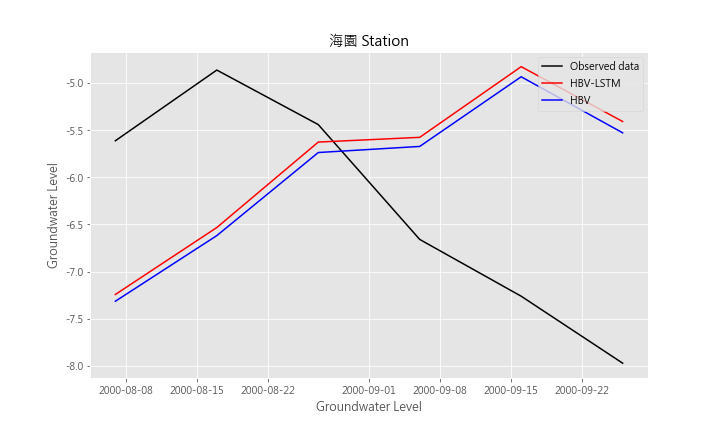 海園 Station
Observed data
HBV-LSTM
HBV
-5.0
-5.5
-6.0
-6.5
-7.0
-7.5
-8.0
Groundwater Level
2000-08-08 2000-08-15 2000-08-22 2000-09-01 2000-09-08 2000-09-15 2000-09-22
Groundwater Level